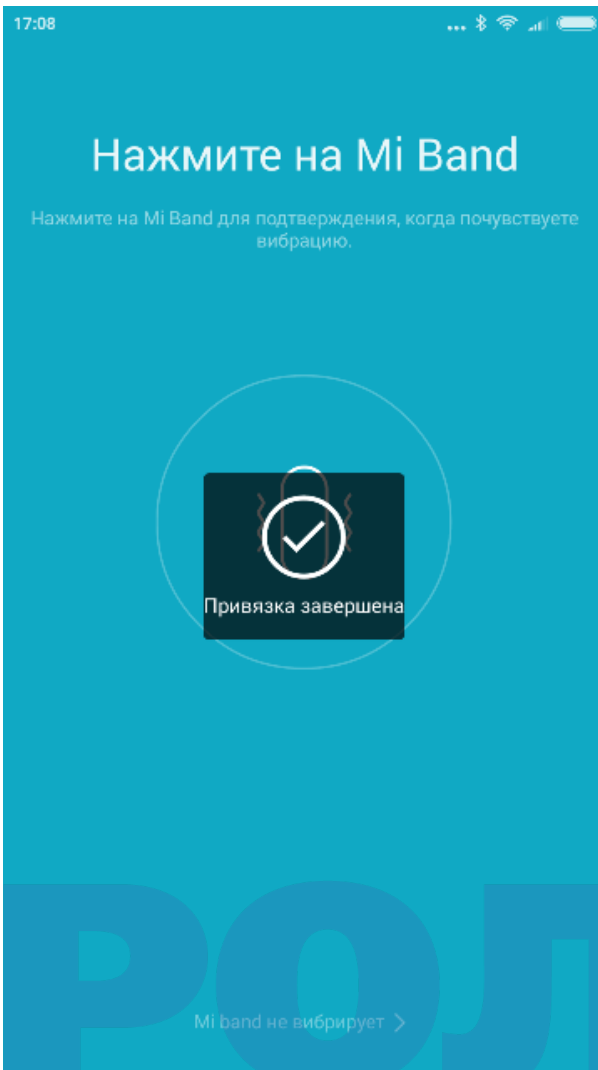 17:08
Нажмите на Mi Band
Нажмите на Mi Band для подтверждения, когда почувствуете
вибрацию.
Привязка завершена
РОЛ
Mi band не вибрирует